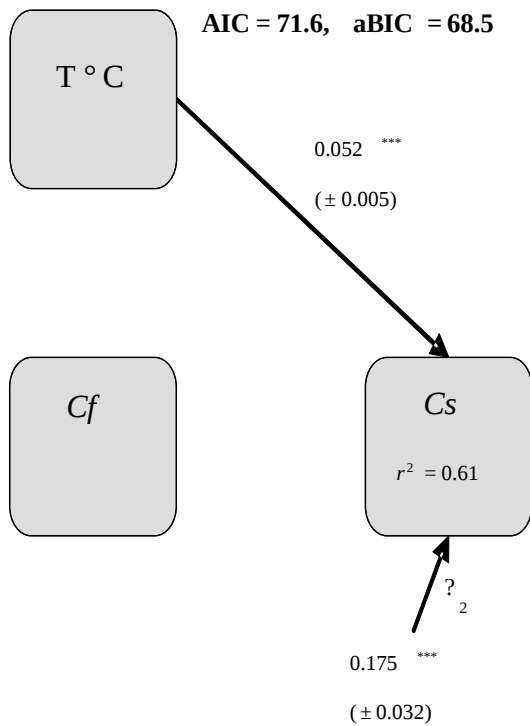 AIC = 71.6, aBIC = 68.5
T ° C
0.052 ***
(± 0.005)
Cf
Cs
r² = 0.61
? 2
0.175 ***
(± 0.032)